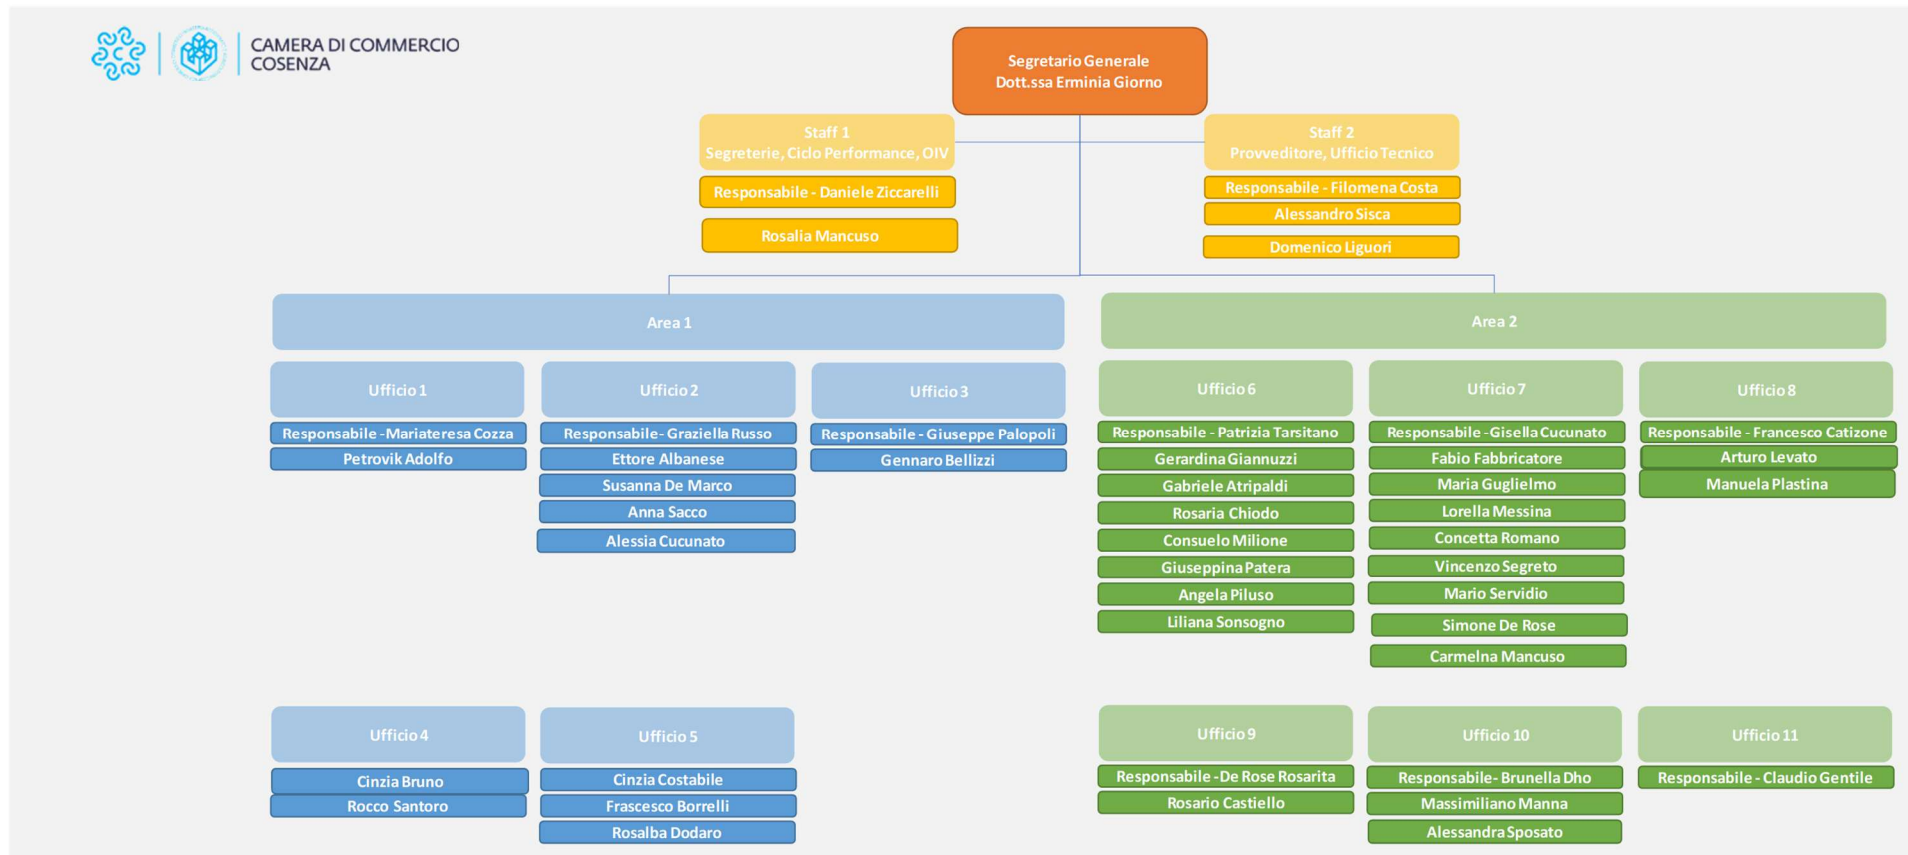 CAMERA DI COMMERCIO
COSENZA
Segretario Generale
Dott.ssa Erminia Giorno
Staff 1
Segreterie, Ciclo Performance, OIV
Responsabile - Daniele Ziccarelli
Rosalia Mancuso
Staff 2
Provveditore, Ufficio Tecnico
Responsabile - Filomena Costa
Alessandro Sisca
Domenico Liguori
Area 1
Ufficio 1
Responsabile -Mariateresa Cozza
Petrovik Adolfo
Ufficio 2
Responsabile- Graziella Russo
Ettore Albanese
Susanna De Marco
Anna Sacco
Alessia Cucunato
Ufficio 3
Responsabile - Giuseppe Palopoli
Gennaro Bellizzi
Ufficio 4
Cinzia Bruno
Rocco Santoro
Ufficio 5
Cinzia Costabile
Frascesco Borrelli
Rosalba Dodaro
Area 2
Ufficio 6
Responsabile - Patrizia Tarsitano
Gerardina Giannuzzi
Gabriele Atripaldi
Rosaria Chiodo
Consuelo Milione
Giuseppina Patera
Angela Piluso
Liliana Sonsogno
Ufficio 7
Responsabile -Gisella Cucunato
Fabio Fabbricatore
Maria Guglielmo
Lorella Messina
Concetta Romano
Vincenzo Segreto
Mario Servidio
Simone De Rose
Carmelna Mancuso
Ufficio 8
Responsabile - Francesco Catizone
Arturo Levato
Manuela Plastina
Ufficio 9
Responsabile -De Rose Rosarita
Rosario Castiello
Ufficio 10
Responsabile- Brunella Dho
Massimiliano Manna
Alessandra Sposato
Ufficio 11
Responsabile - Claudio Gentile